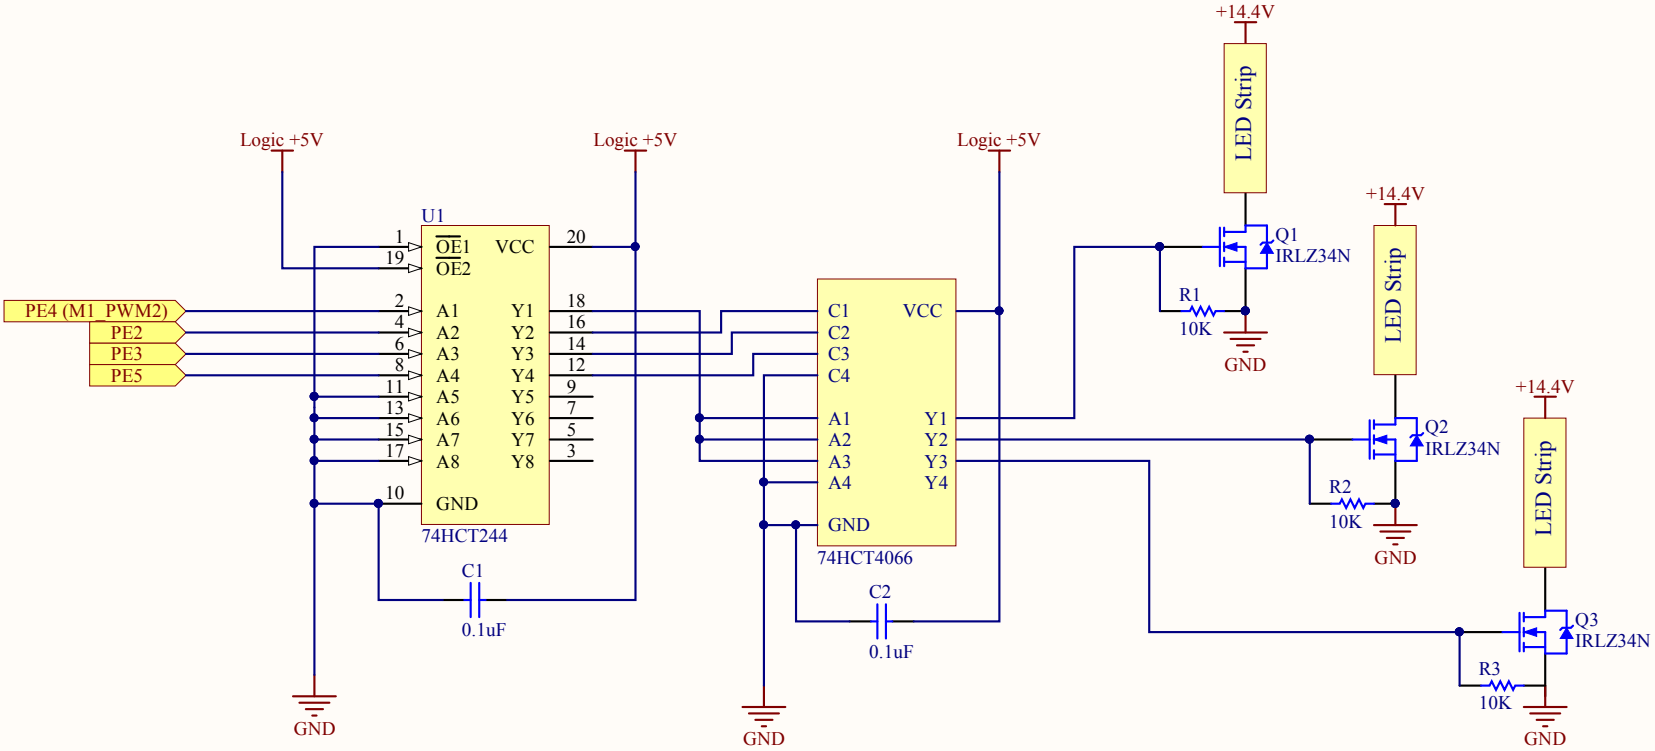 +14.4V
LED Strip
Q1
IRLZ34N
R1
10K
GND
+14.4V
LED Strip
Q2
IRLZ34N
R2
10K
GND
+14.4V
LED Strip
Q3
IRLZ34N
R3
10K
GND
Logic +5V
Logic +5V
Logic +5V
U1
1 OE1 VCC 20
19 OE2
PE4 (M1_PWM2) 2 A1 Y1 18
PE2 4 A2 Y2 16
PE3 6 A3 Y3 14
PE5 8 A4 Y4 12
11 A5 Y5 9
13 A6 Y6 7
15 A7 Y7 5
17 A8 Y8 3
10 GND
74HCT244
C1
0.1uF
GND
C1 VCC
C2
C3
C4
A1 Y1
A2 Y2
A3 Y3
A4 Y4
GND
74HCT4066
C2
0.1uF
GND